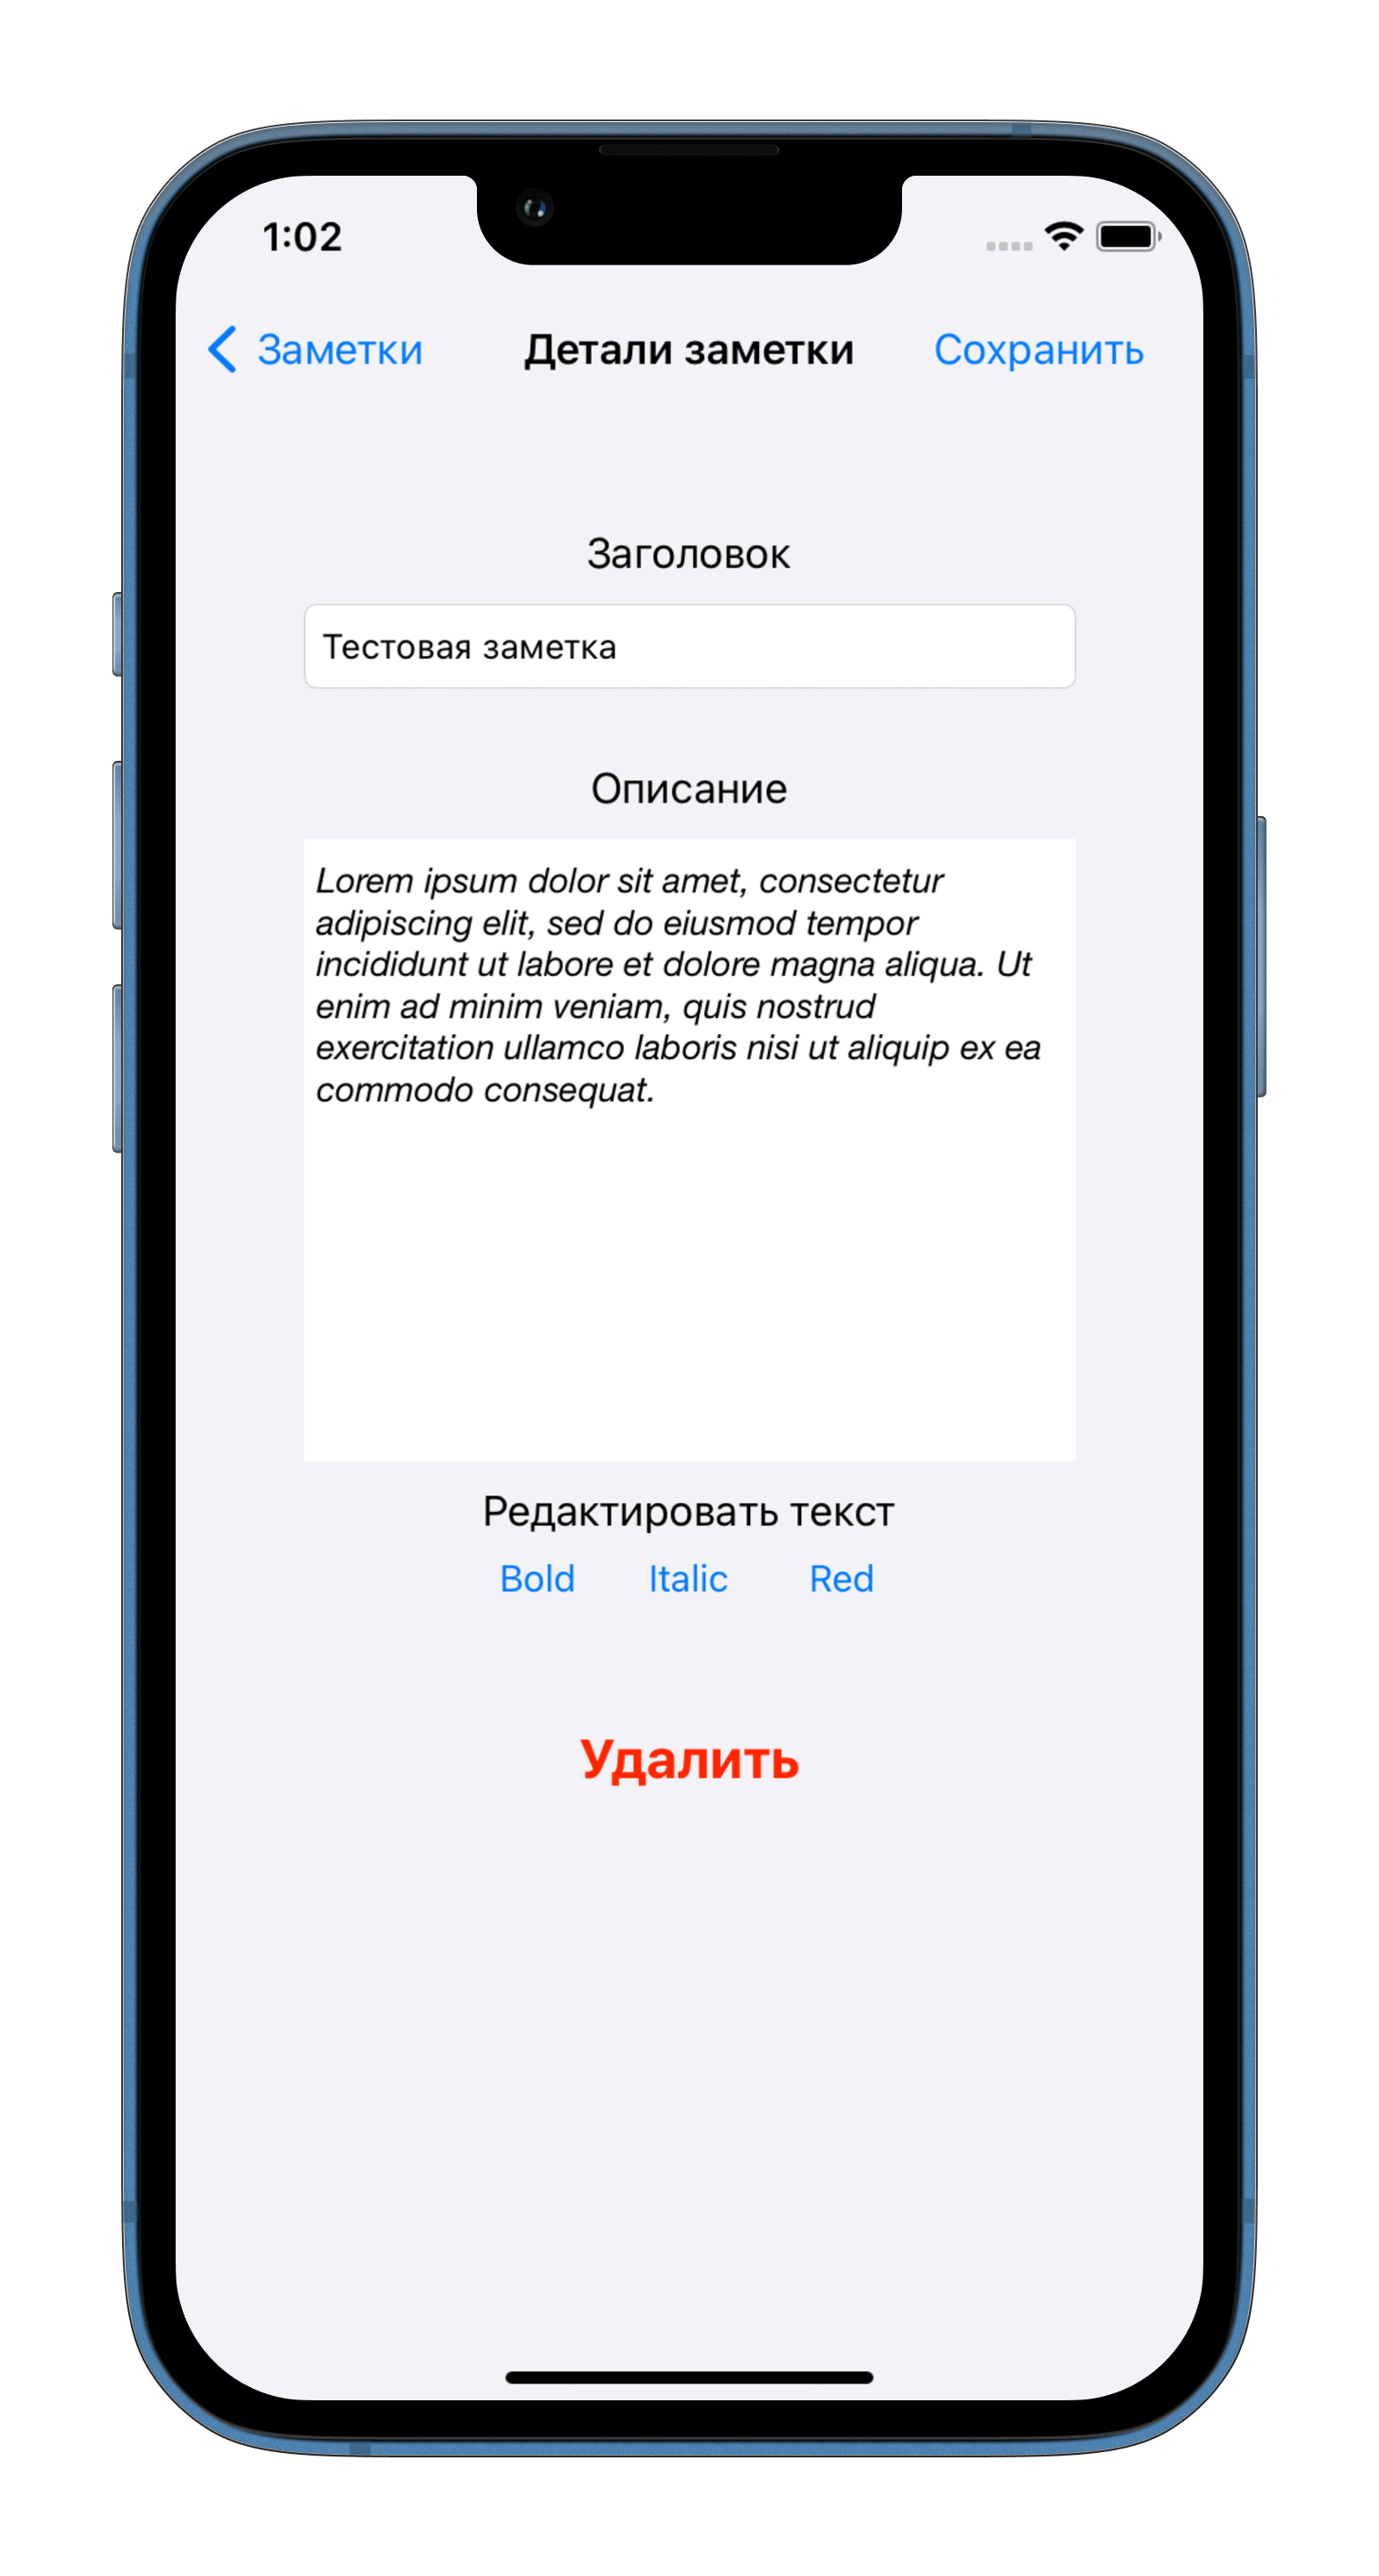 1:02
Заметки
Детали заметки
Сохранить
Заголовок
Тестовая заметка
Описание
Lorem ipsum dolor sit amet, consectetur
adipiscing elit, sed do eiusmod tempor
incididunt ut labore et dolore magna aliqua. Ut
enim ad minim veniam, quis nostrud
exercitation ullamco laboris nisi ut aliquip ex ea
commodo consequat.
Редактировать текст
Bold
Italic
Red
Удалить